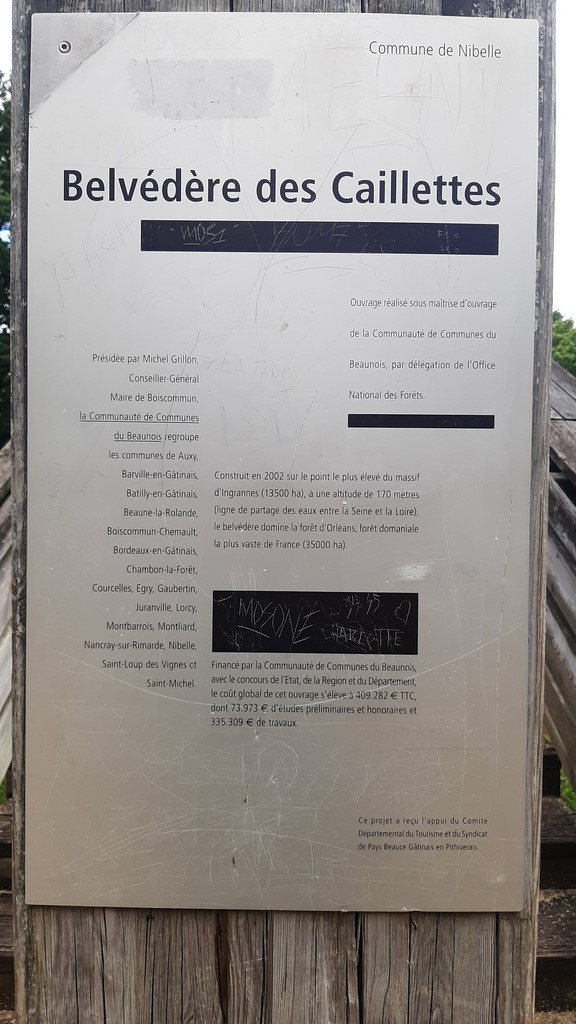 Commune de Nibelle
Belvédère des Caillettes
MOS1
Ouvrage réalisé sous maîtrise d'ouvrage
de la Communauté de Communes du
Beaunois, par délégation de l'Office
National des Forêts.
Présidée par Michel Grillon,
Conseiller-Général
Maire de Boiscommun,
la Communauté de Communes
du Beaunois regroupe
les communes de Auxy,
Barville-en-Gâtinais,
Batilly-en-Gâtinais,
Beaune-la-Rolande,
Boiscommun-Chemault,
Bordeaux-en-Gâtinais,
Chambon-la-Forêt,
Courcelles, Egry, Gaubertin,
Juranville, Lorcy,
Montbarrois, Montliard,
Nancray-sur-Rimarde, Nibelle,
Saint-Loup des Vignes et
Saint-Michel.
Construit en 2002 sur le point le plus élevé du massif
d'Ingrannes (13500 ha), à une altitude de 170 mètres
(ligne de partage des eaux entre la Seine et la Loire),
le belvédère domine la forêt d'Orléans, forêt domaniale
la plus vaste de France (35000 ha).
MOSONE
CHARLOTTE
Financé par la Communauté de Communes du Beaunois,
avec le concours de l'Etat, de la Région et du Département,
le coût global de cet ouvrage s'élève à 409.282 € TTC,
dont 73.973 € d'études préliminaires et honoraires et
335.309 € de travaux.
Ce projet a reçu l'appui du Comite
Départemental du Tourisme et du Syndicat
de Pays Beauce Gâtinais en Pithiverais.